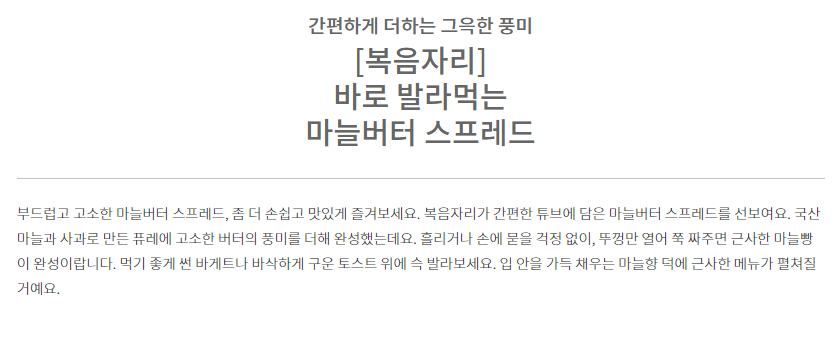 간편하게 더하는 그윽한 풍미
[복음자리]
바로 발라먹는
마늘버터 스프레드
부드럽고 고소한 마늘버터 스프레드, 좀 더 손쉽고 맛있게 즐겨보세요. 복음자리가 간편한 튜브에 담은 마늘버터 스프레드를 선보여요. 국산
마늘과 사과로 만든 퓨레에 고소한 버터의 풍미를 더해 완성했는데요. 흘리거나 손에 묻을 걱정 없이, 뚜껑만 열어 쭉 짜주면 근사한 마늘빵
이 완성이랍니다. 먹기 좋게 썬 바게트나 바삭하게 구운 토스트 위에 슥 발라보세요. 입 안을 가득 채우는 마늘향 덕에 근사한 메뉴가 펼쳐질
거예요.